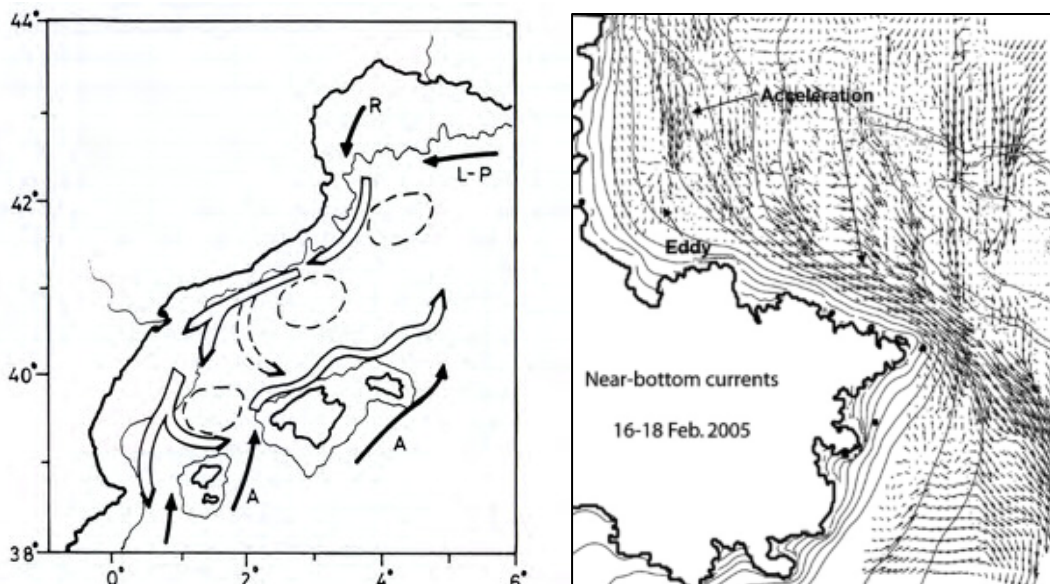 44°
42°
40°
38°
0°
2°
4°
6°
R
L-P
A
A
Acceleration
Eddy
Near-bottom currents
16-18 Feb. 2005